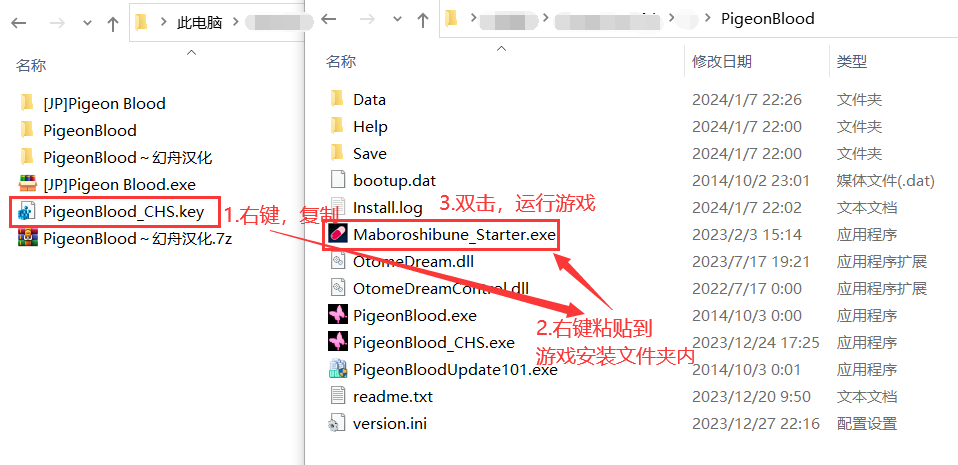 此电脑
PigeonBlood
名称
[JP]Pigeon Blood
PigeonBlood
PigeonBlood～幻舟汉化
[JP]Pigeon Blood.exe
PigeonBlood_CHS.key
PigeonBlood～幻舟汉化.7z
1.右键，复制
名称 修改日期 类型
Data 2024/1/7 22:26 文件夹
Help 2024/1/7 22:00 文件夹
Save 2024/1/7 22:00 文件夹
bootup.dat 2014/10/2 23:01 媒体文件(.dat)
Install.log 2024/1/7 22:02 文本文档
3.双击，运行游戏
Maboroshibune_Starter.exe 2023/2/3 15:14 应用程序
OtomeDream.dll 2023/7/17 19:21 应用程序扩展
OtomeDreamControl.dll 2022/7/17 0:00 应用程序扩展
PigeonBlood.exe 2014/10/3 0:00 应用程序
2.右键粘贴到
游戏安装文件夹内
PigeonBlood_CHS.exe 2023/12/24 17:25 应用程序
PigeonBloodUpdate101.exe 2014/10/3 0:01 应用程序
readme.txt 2023/12/20 9:50 文本文档
version.ini 2023/12/27 22:16 配置设置